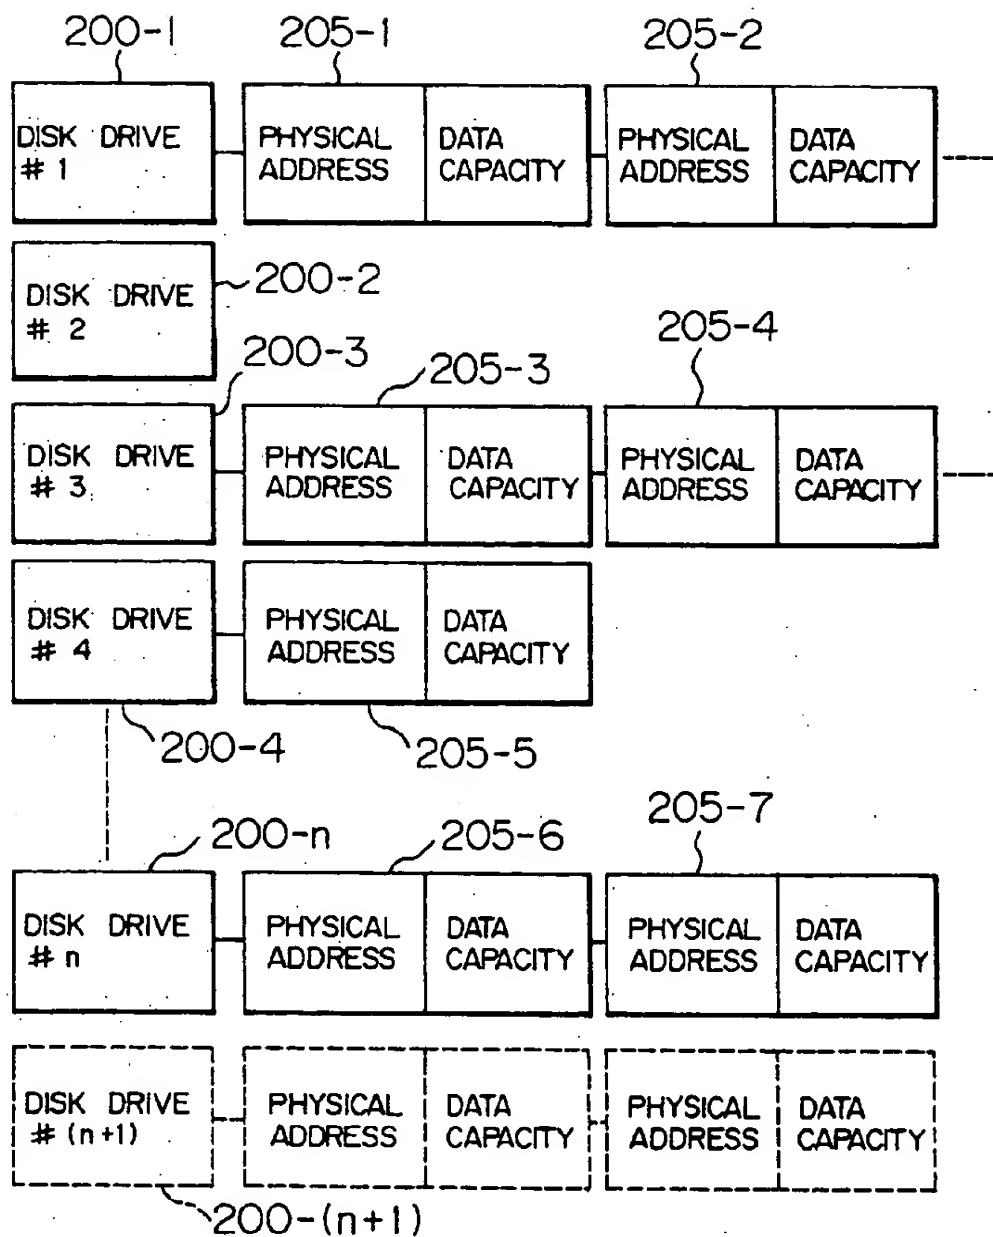 200-1
205-1
205-2
DISK DRIVE
# 1
PHYSICAL
ADDRESS
DATA
CAPACITY
PHYSICAL
ADDRESS
DATA
CAPACITY
DISK DRIVE
# 2
200-2
200-3
205-3
205-4
DISK DRIVE
# 3
PHYSICAL
ADDRESS
DATA
CAPACITY
PHYSICAL
ADDRESS
DATA
CAPACITY
DISK DRIVE
# 4
PHYSICAL
ADDRESS
DATA
CAPACITY
200-4
205-5
200-n
205-6
205-7
DISK DRIVE
# n
PHYSICAL
ADDRESS
DATA
CAPACITY
PHYSICAL
ADDRESS
DATA
CAPACITY
DISK DRIVE
# (n+1)
PHYSICAL
ADDRESS
DATA
CAPACITY
PHYSICAL
ADDRESS
DATA
CAPACITY
200-(n+1)